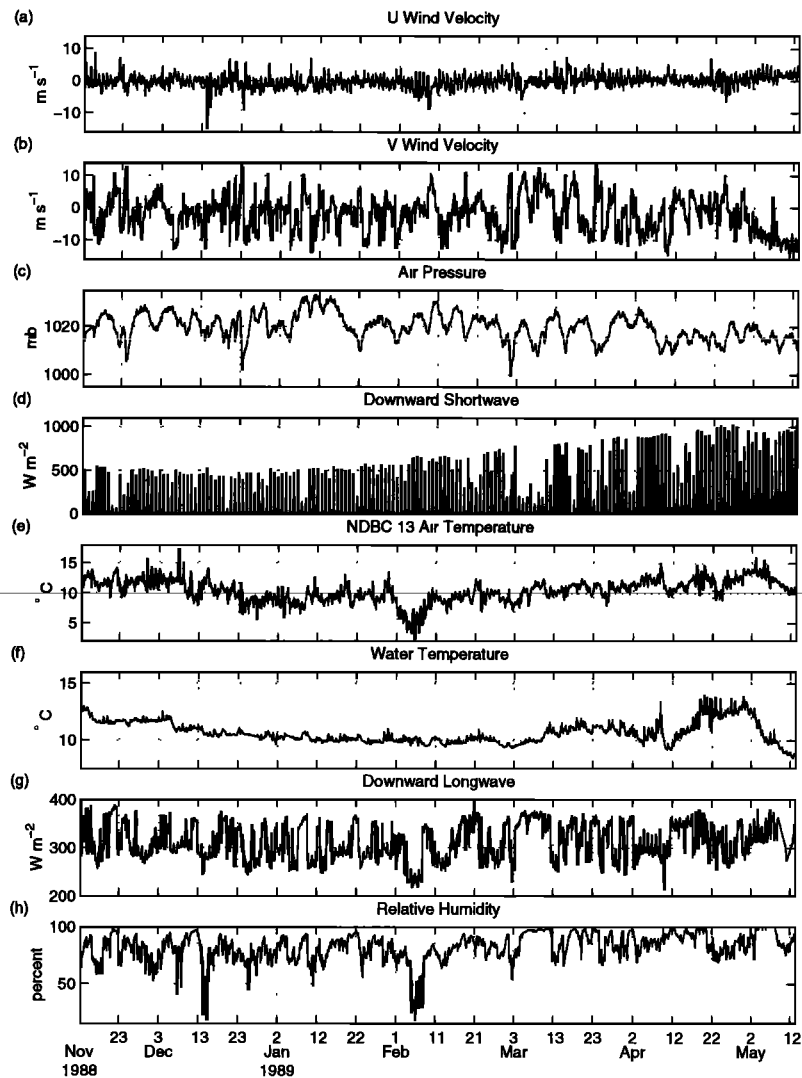 (a) U Wind Velocity
10
0
−10
m s⁻¹
(b) V Wind Velocity
10
0
−10
m s⁻¹
(c) Air Pressure
1020
1000
mb
(d) Downward Shortwave
1000
500
0
W m⁻²
(e) NDBC 13 Air Temperature
15
10
5
° C
(f) Water Temperature
15
10
° C
(g) Downward Longwave
400
300
200
W m⁻²
(h) Relative Humidity
100
50
percent
23 3 13 23 2 12 22 1 11 21 3 13 23 2 12 22 2 12
Nov Dec Jan Feb Mar Apr May
1988 1989